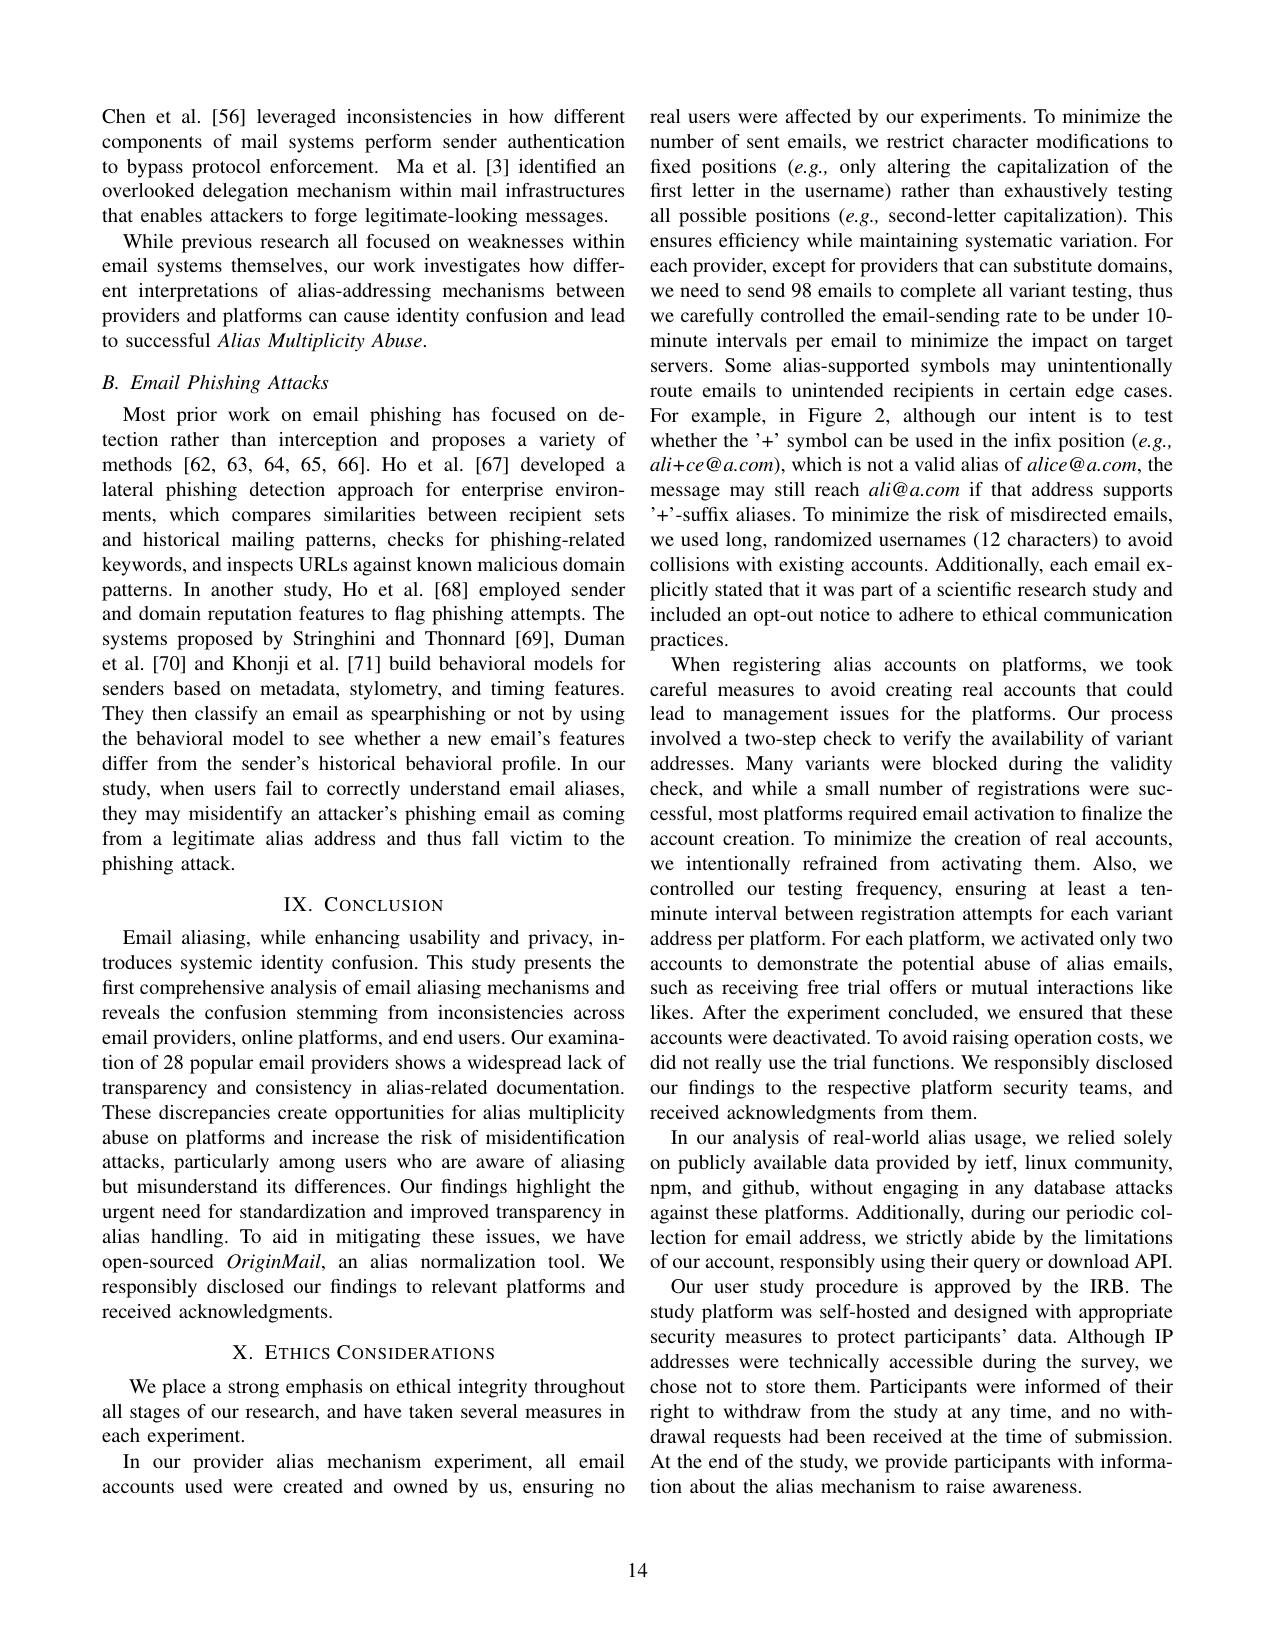 Chen et al. [56] leveraged inconsistencies in how different
components of mail systems perform sender authentication
to bypass protocol enforcement. Ma et al. [3] identified an
overlooked delegation mechanism within mail infrastructures
that enables attackers to forge legitimate-looking messages.
While previous research all focused on weaknesses within
email systems themselves, our work investigates how differ-
ent interpretations of alias-addressing mechanisms between
providers and platforms can cause identity confusion and lead
to successful Alias Multiplicity Abuse.
B. Email Phishing Attacks
Most prior work on email phishing has focused on de-
tection rather than interception and proposes a variety of
methods [62, 63, 64, 65, 66]. Ho et al. [67] developed a
lateral phishing detection approach for enterprise environ-
ments, which compares similarities between recipient sets
and historical mailing patterns, checks for phishing-related
keywords, and inspects URLs against known malicious domain
patterns. In another study, Ho et al. [68] employed sender
and domain reputation features to flag phishing attempts. The
systems proposed by Stringhini and Thonnard [69], Duman
et al. [70] and Khonji et al. [71] build behavioral models for
senders based on metadata, stylometry, and timing features.
They then classify an email as spearphishing or not by using
the behavioral model to see whether a new email's features
differ from the sender's historical behavioral profile. In our
study, when users fail to correctly understand email aliases,
they may misidentify an attacker's phishing email as coming
from a legitimate alias address and thus fall victim to the
phishing attack.
IX. CONCLUSION
Email aliasing, while enhancing usability and privacy, in-
troduces systemic identity confusion. This study presents the
first comprehensive analysis of email aliasing mechanisms and
reveals the confusion stemming from inconsistencies across
email providers, online platforms, and end users. Our examina-
tion of 28 popular email providers shows a widespread lack of
transparency and consistency in alias-related documentation.
These discrepancies create opportunities for alias multiplicity
abuse on platforms and increase the risk of misidentification
attacks, particularly among users who are aware of aliasing
but misunderstand its differences. Our findings highlight the
urgent need for standardization and improved transparency in
alias handling. To aid in mitigating these issues, we have
open-sourced OriginMail, an alias normalization tool. We
responsibly disclosed our findings to relevant platforms and
received acknowledgments.
X. ETHICS CONSIDERATIONS
We place a strong emphasis on ethical integrity throughout
all stages of our research, and have taken several measures in
each experiment.
In our provider alias mechanism experiment, all email
accounts used were created and owned by us, ensuring no
real users were affected by our experiments. To minimize the
number of sent emails, we restrict character modifications to
fixed positions (e.g., only altering the capitalization of the
first letter in the username) rather than exhaustively testing
all possible positions (e.g., second-letter capitalization). This
ensures efficiency while maintaining systematic variation. For
each provider, except for providers that can substitute domains,
we need to send 98 emails to complete all variant testing, thus
we carefully controlled the email-sending rate to be under 10-
minute intervals per email to minimize the impact on target
servers. Some alias-supported symbols may unintentionally
route emails to unintended recipients in certain edge cases.
For example, in Figure 2, although our intent is to test
whether the '+' symbol can be used in the infix position (e.g.,
ali+ce@a.com), which is not a valid alias of alice@a.com, the
message may still reach ali@a.com if that address supports
'+'-suffix aliases. To minimize the risk of misdirected emails,
we used long, randomized usernames (12 characters) to avoid
collisions with existing accounts. Additionally, each email ex-
plicitly stated that it was part of a scientific research study and
included an opt-out notice to adhere to ethical communication
practices.
When registering alias accounts on platforms, we took
careful measures to avoid creating real accounts that could
lead to management issues for the platforms. Our process
involved a two-step check to verify the availability of variant
addresses. Many variants were blocked during the validity
check, and while a small number of registrations were suc-
cessful, most platforms required email activation to finalize the
account creation. To minimize the creation of real accounts,
we intentionally refrained from activating them. Also, we
controlled our testing frequency, ensuring at least a ten-
minute interval between registration attempts for each variant
address per platform. For each platform, we activated only two
accounts to demonstrate the potential abuse of alias emails,
such as receiving free trial offers or mutual interactions like
likes. After the experiment concluded, we ensured that these
accounts were deactivated. To avoid raising operation costs, we
did not really use the trial functions. We responsibly disclosed
our findings to the respective platform security teams, and
received acknowledgments from them.
In our analysis of real-world alias usage, we relied solely
on publicly available data provided by ietf, linux community,
npm, and github, without engaging in any database attacks
against these platforms. Additionally, during our periodic col-
lection for email address, we strictly abide by the limitations
of our account, responsibly using their query or download API.
Our user study procedure is approved by the IRB. The
study platform was self-hosted and designed with appropriate
security measures to protect participants' data. Although IP
addresses were technically accessible during the survey, we
chose not to store them. Participants were informed of their
right to withdraw from the study at any time, and no with-
drawal requests had been received at the time of submission.
At the end of the study, we provide participants with informa-
tion about the alias mechanism to raise awareness.
14